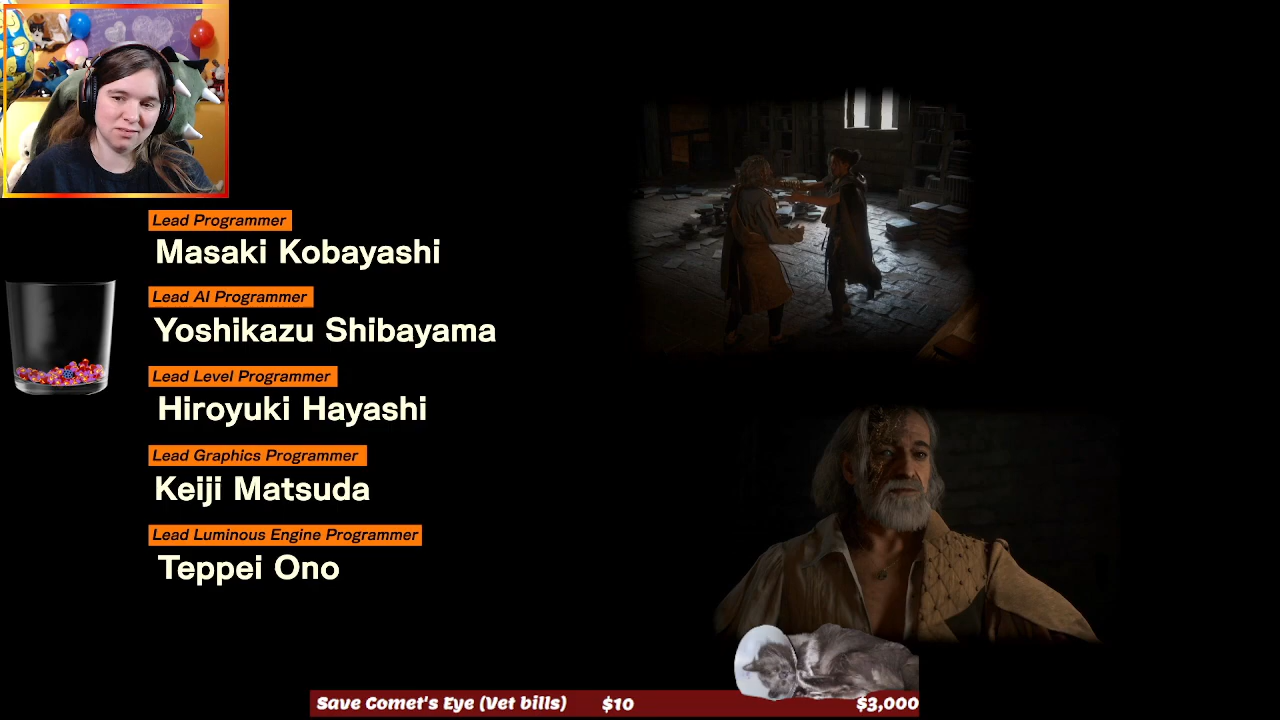 Lead Programmer
Masaki Kobayashi
Lead AI Programmer
Yoshikazu Shibayama
Lead Level Programmer
Hiroyuki Hayashi
Lead Graphics Programmer
Keiji Matsuda
Lead Luminous Engine Programmer
Teppei Ono
Save Comet's Eye (Vet bills) $10 $3,000